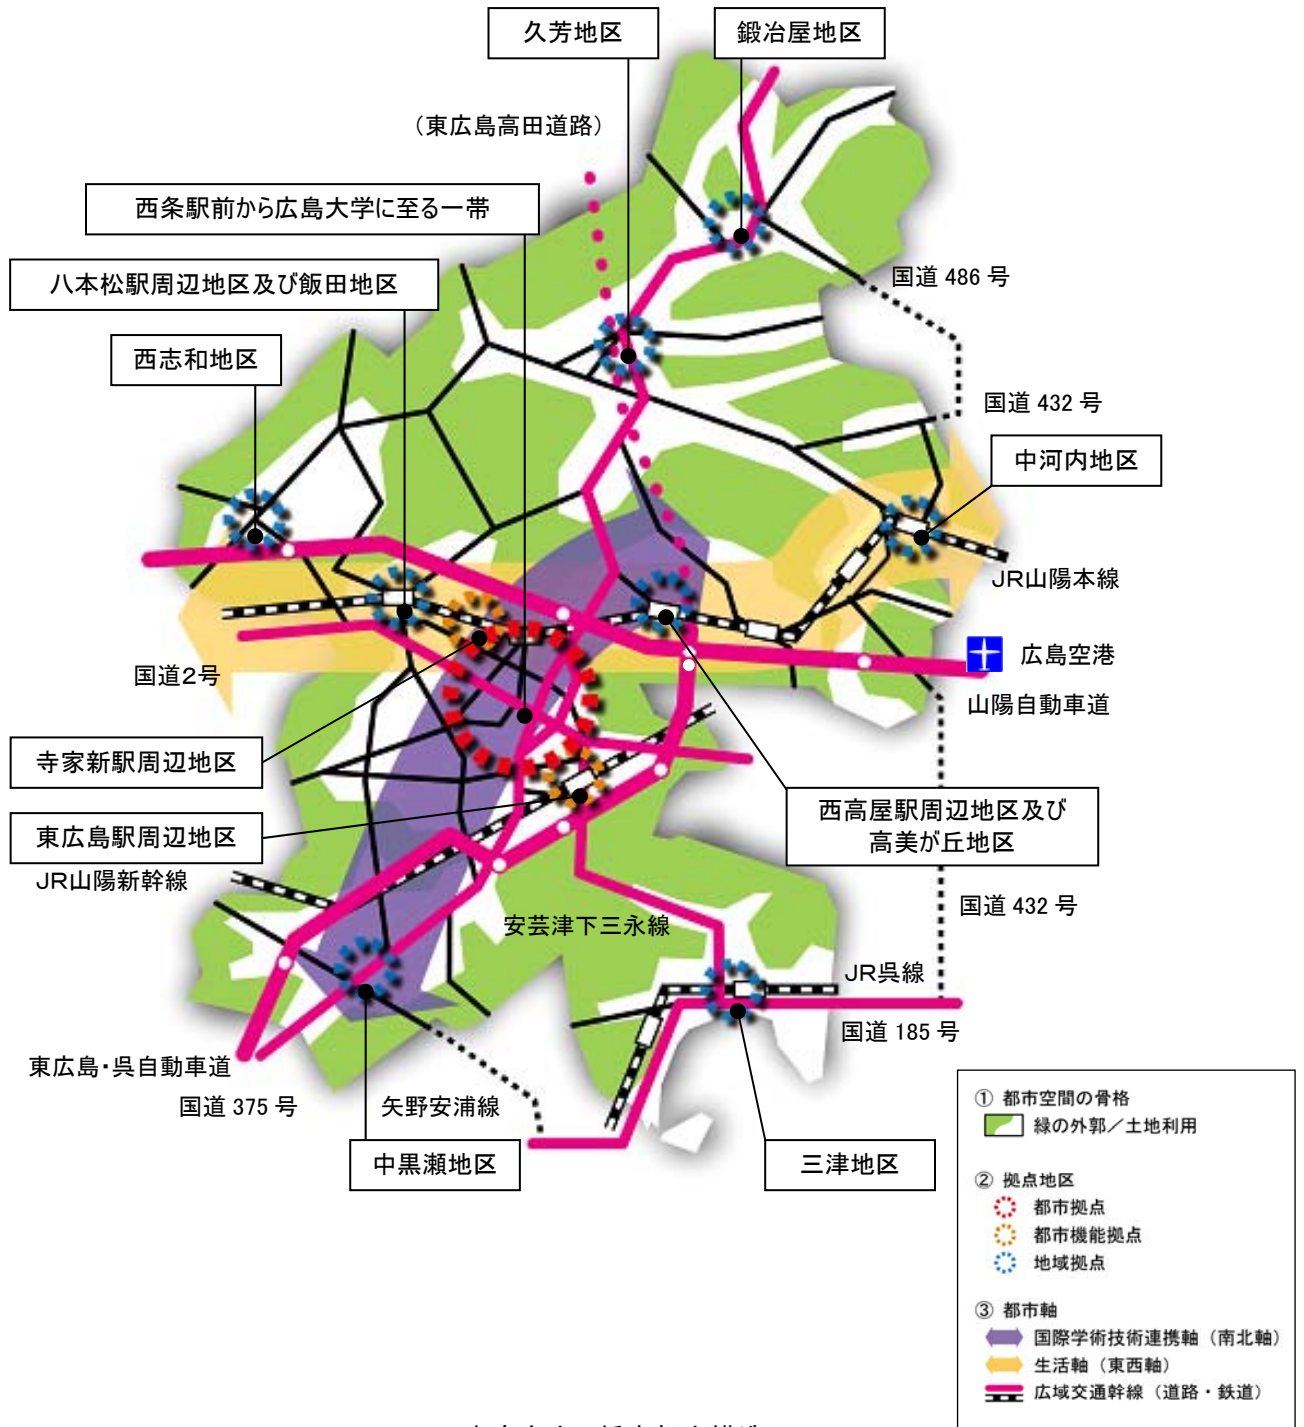 久芳地区
鍛冶屋地区
（東広島高田道路）
西条駅前から広島大学に至る一帯
八本松駅周辺地区及び飯田地区
国道 486 号
西志和地区
国道 432 号
中河内地区
JR山陽本線
広島空港
国道2号
山陽自動車道
寺家新駅周辺地区
西高屋駅周辺地区及び
高美が丘地区
東広島駅周辺地区
JR山陽新幹線
国道 432 号
安芸津下三永線
JR呉線
国道 185 号
東広島・呉自動車道
国道 375 号
矢野安浦線
中黒瀬地区
三津地区
① 都市空間の骨格
緑の外郭／土地利用
② 拠点地区
都市拠点
都市機能拠点
地域拠点
③ 都市軸
国際学術技術連携軸（南北軸）
生活軸（東西軸）
広域交通幹線（道路・鉄道）